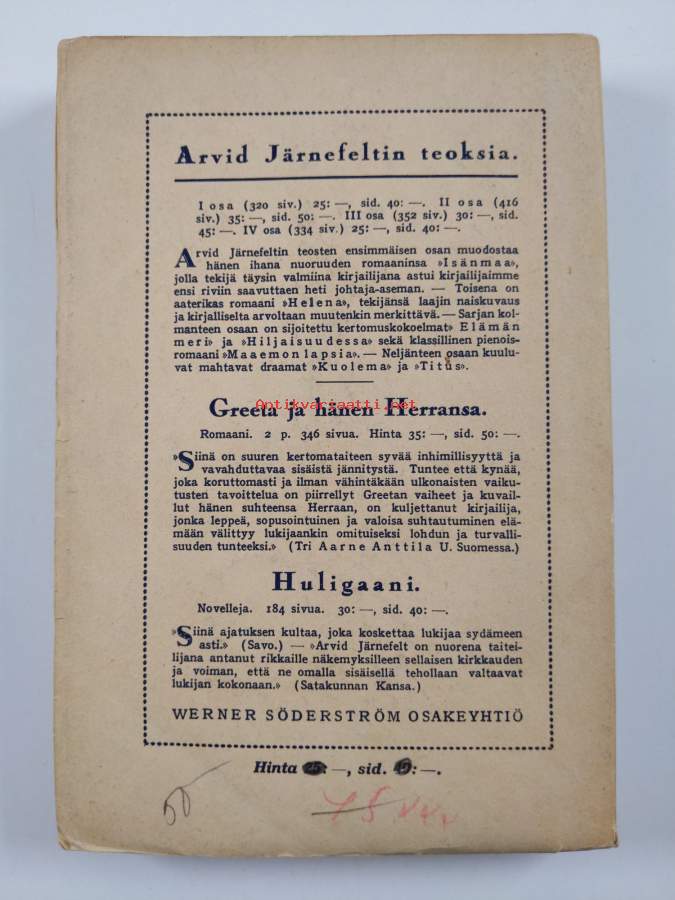 Arvid Järnefeltin teoksia.
I osa (320 siv.) 25: —, sid. 40: —. II osa (416
siv.) 35: —, sid. 50: —. III osa (352 siv.) 30: —, sid.
45: —. IV osa (334 siv.) 25: —, sid. 40: —.
Arvid Järnefeltin teosten ensimmäisen osan muodostaa
hänen ihana nuoruuden romaaninsa »Isänmaa»,
jolla tekijä täysin valmiina kirjailijana astui kirjailijaimme
ensi riviin saavuttaen heti johtaja-aseman. — Toisena on
aaterikas romaani »Helena», tekijänsä laajin naiskuvaus
ja kirjalliselta arvoltaan muutenkin merkittävä. — Sarjan kol-
manteen osaan on sijoitettu kertomuskokoelmat» Elämän
meri» ja »Hiljaisuudessa» sekä klassillinen pienois-
romaani »Maaemon lapsia». — Neljänteen osaan kuulu-
vat mahtavat draamat »Kuolema» ja »Titus».
Antikvariaatti.net
Greeta ja hänen Herransa.
Romaani. 2 p. 346 sivua. Hinta 35: —, sid. 50: —.
»Siinä on suuren kertomataiteen syvää inhimillisyyttä ja
vavahduttavaa sisäistä jännitystä. Tuntee että kynää,
joka koruttomasti ja ilman vähintäkään ulkonaisten vaiku-
tusten tavoittelua on piirrellyt Greetan vaiheet ja kuvail-
lut hänen suhteensa Herraan, on kuljettanut kirjailija,
jonka leppeä, sopusointuinen ja valoisa suhtautuminen elä-
mään välittyy lukijaankin omituiseksi lohdun ja turvalli-
suuden tunteeksi.» (Tri Aarne Anttila U. Suomessa.)
Huligaani.
Novelleja. 184 sivua. 30: —, sid. 40: —.
»Siinä ajatuksen kultaa, joka koskettaa lukijaa sydämeen
asti.» (Savo.) — »Arvid Järnefelt on nuorena taitei-
lijana antanut rikkaille näkemyksilleen sellaisen kirkkauden
ja voiman, että ne omalla sisäisellä tehollaan valtaavat
lukijan kokonaan.» (Satakunnan Kansa.)
WERNER SÖDERSTRÖM OSAKEYHTIÖ
Hinta : —, sid. : —.
50